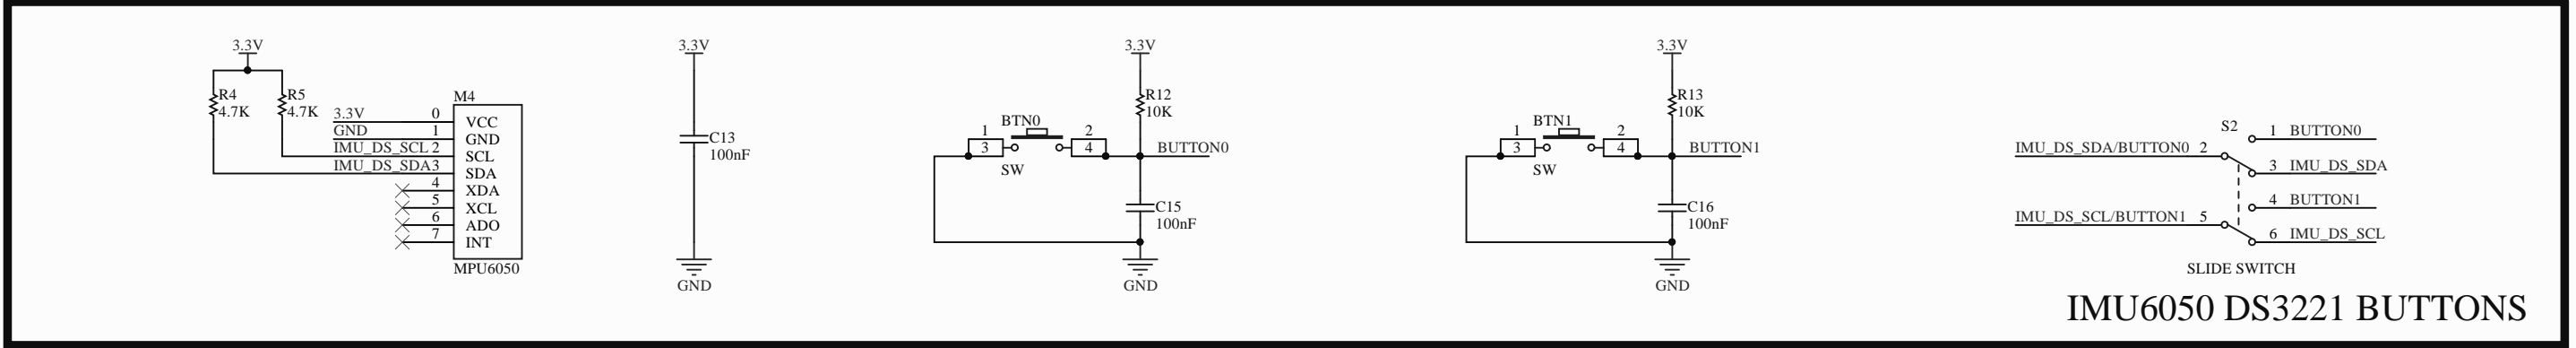 3.3V
R4
4.7K
R5
4.7K
M4
3.3V 0 VCC
GND 1 GND
IMU_DS_SCL 2 SCL
IMU_DS_SDA3 SDA
4 XDA
5 XCL
6 ADO
7 INT
MPU6050
3.3V
C13
100nF
GND
3.3V
R12
10K
BTN0
1 2
3 4
SW
BUTTON0
C15
100nF
GND
3.3V
R13
10K
BTN1
1 2
3 4
SW
BUTTON1
C16
100nF
GND
S2
1 BUTTON0
IMU_DS_SDA/BUTTON0 2
3 IMU_DS_SDA
4 BUTTON1
IMU_DS_SCL/BUTTON1 5
6 IMU_DS_SCL
SLIDE SWITCH
IMU6050 DS3221 BUTTONS